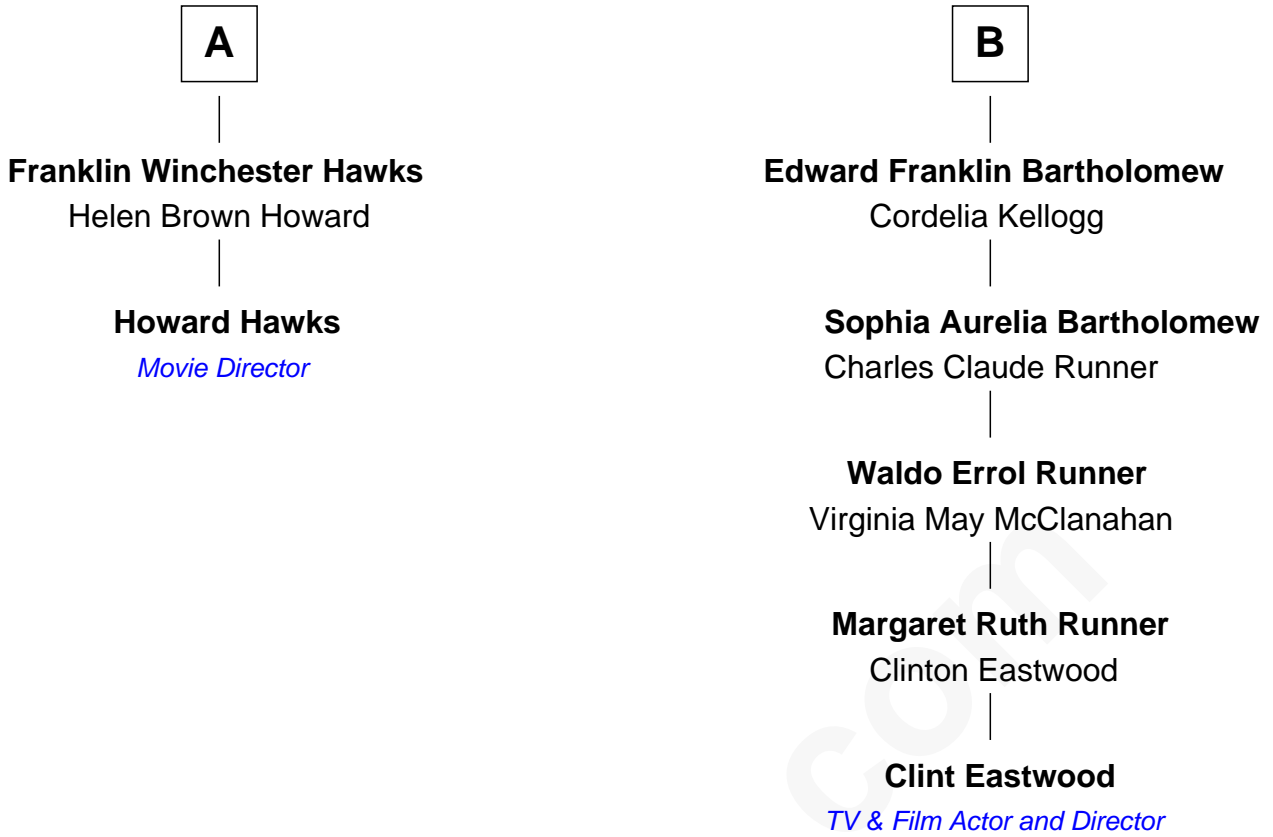 A
Franklin Winchester Hawks
Helen Brown Howard
Howard Hawks
Movie Director
B
Edward Franklin Bartholomew
Cordelia Kellogg
Sophia Aurelia Bartholomew
Charles Claude Runner
Waldo Errol Runner
Virginia May McClanahan
Margaret Ruth Runner
Clinton Eastwood
Clint Eastwood
TV & Film Actor and Director
com